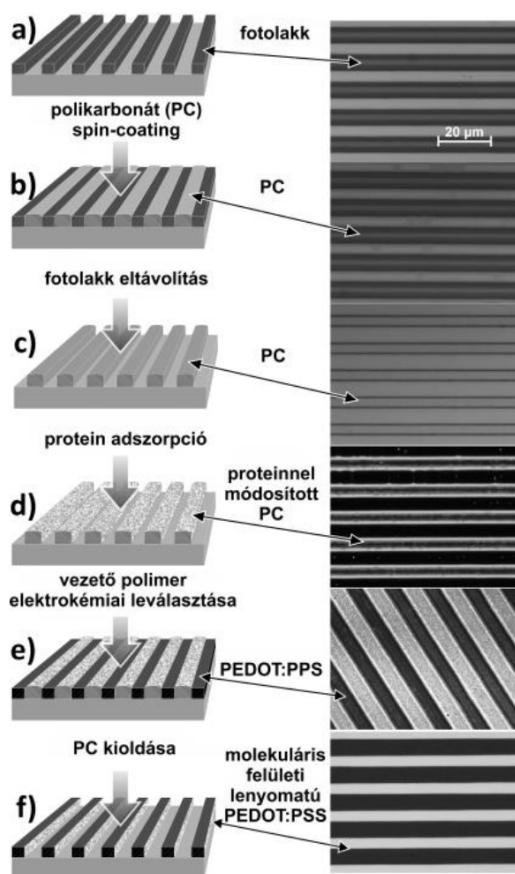 a)
fotolakk
20 µm
polikarbonát (PC)
spin-coating
b)
PC
fotolakk eltávolítás
c)
PC
protein adszorpció
d)
proteinnel
módosított
PC
vezető polimer
elektrokémiai leválasztása
e)
PEDOT:PPS
PC kioldása
molekuláris
felületi
lenyomatú
PEDOT:PSS
f)